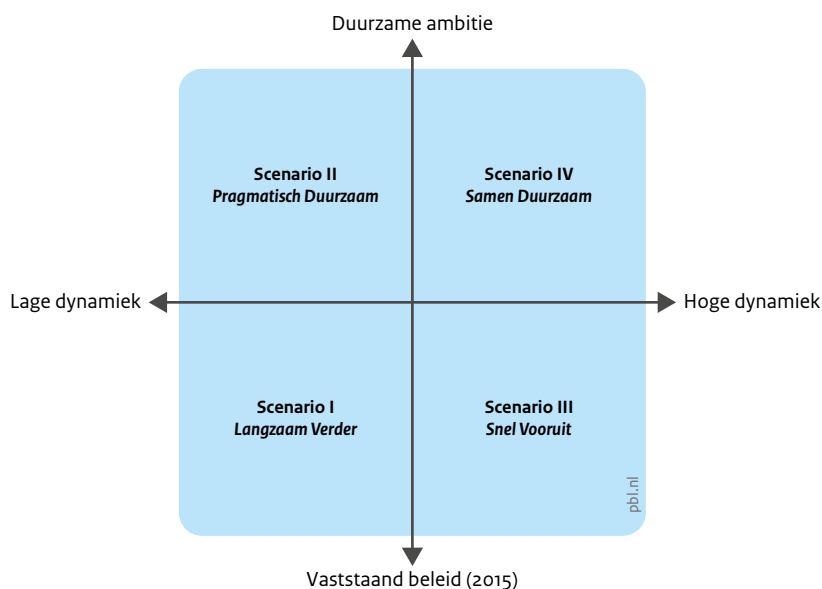 Duurzame ambitie
Scenario II
Pragmatisch Duurzaam
Scenario IV
Samen Duurzaam
Lage dynamiek
Hoge dynamiek
Scenario I
Langzaam Verder
Scenario III
Snel Vooruit
pbl.nl
Vaststaand beleid (2015)